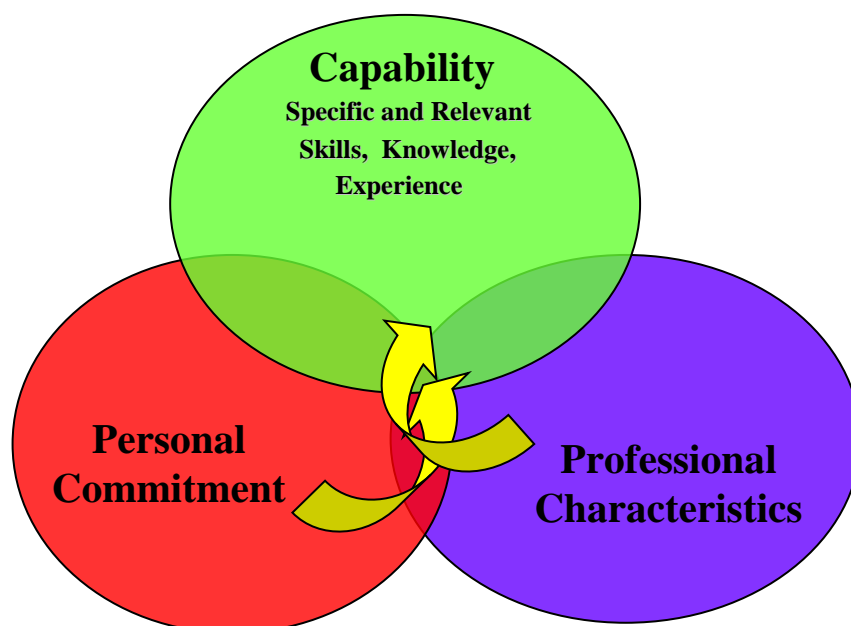 Capability
Specific and Relevant
Skills, Knowledge,
Experience
Personal
Commitment
Professional
Characteristics